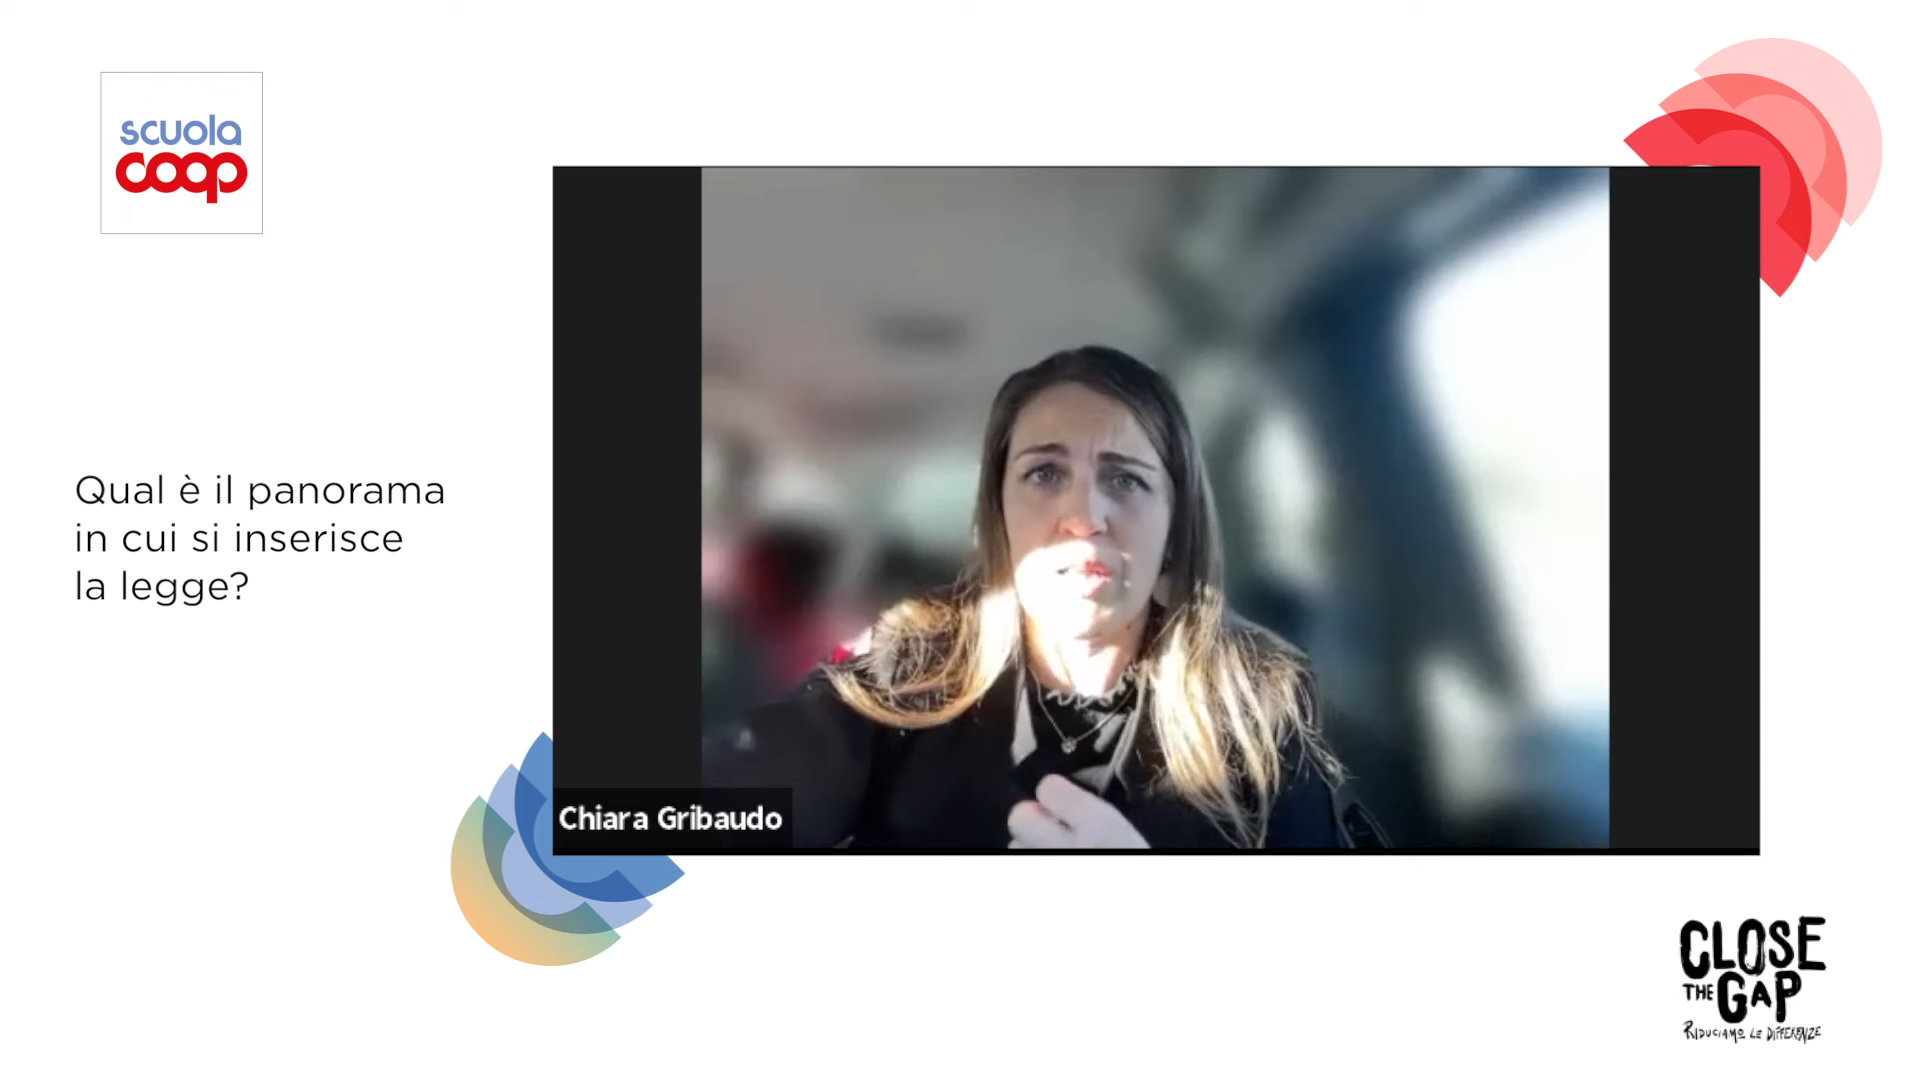 scuola
coop
Qual è il panorama
in cui si inserisce
la legge?
Chiara Gribaudo
CLOSE
THE GAP
RIDUCIAMO LE DIFFERENZE